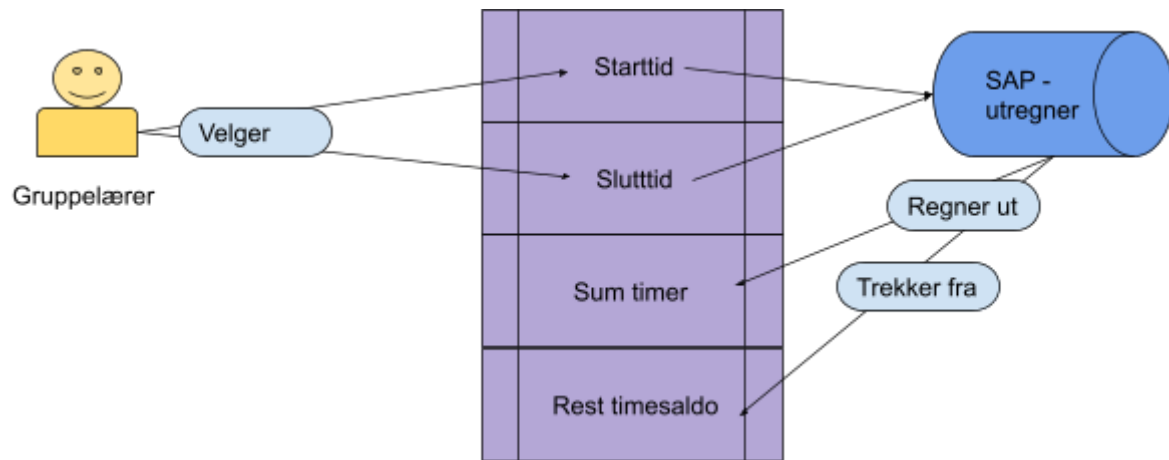 Starttid
SAP -
utregner
Velger
Slutttid
Gruppelærer
Regner ut
Sum timer
Trekker fra
Rest timesaldo